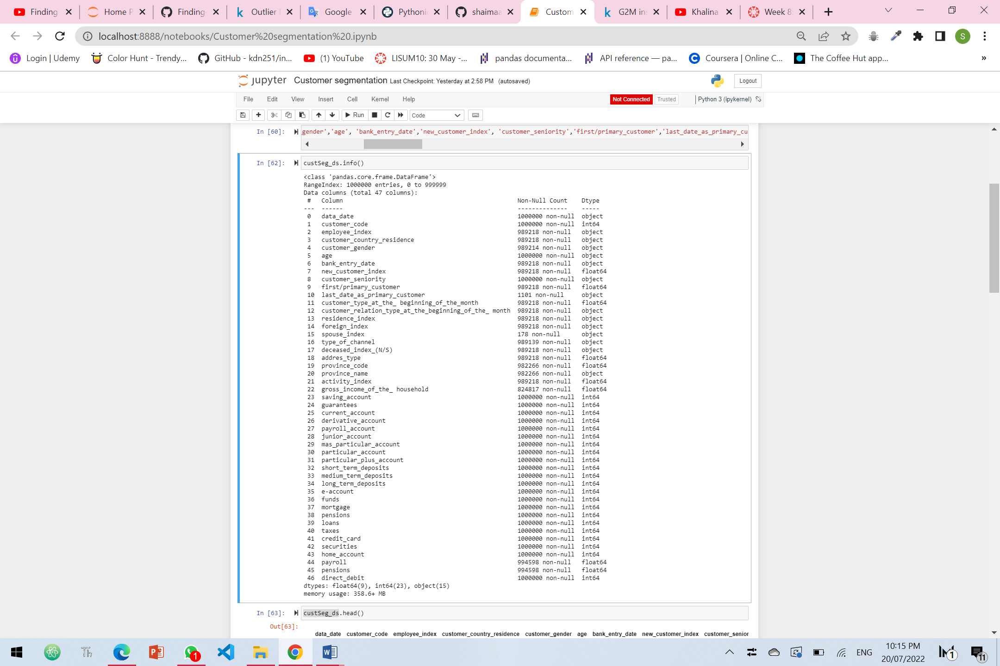 Finding
Home P
Finding
Outlier
Google
Pythoni
shaimaa
Custom
G2M ins
Khalina
Week 8:
localhost:8888/notebooks/Customer%20segmentation%20.ipynb
S
Login | Udemy
Color Hunt - Trendy...
GitHub - kdn251/in...
(1) YouTube
LISUM10: 30 May -...
pandas documenta...
API reference — pa...
Coursera | Online C...
The Coffee Hut app...
»
jupyter Customer segmentation Last Checkpoint: Yesterday at 2:58 PM (autosaved)
Logout
File Edit View Insert Cell Kernel Help
Not Connected Trusted Python 3 (ipykernel)
Run Code
In [60]: gender','age', 'bank_entry_date','new_customer_index', 'customer_seniority','first/primary_customer','last_date_as_primary_cu
In [62]: custSeg_ds.info()
<class 'pandas.core.frame.DataFrame'>
RangeIndex: 1000000 entries, 0 to 999999
Data columns (total 47 columns):
# Column Non-Null Count Dtype
--- ------ -------------- -----
0 data_date 1000000 non-null object
1 customer_code 1000000 non-null int64
2 employee_index 989218 non-null object
3 customer_country_residence 989218 non-null object
4 customer_gender 989214 non-null object
5 age 1000000 non-null object
6 bank_entry_date 989218 non-null object
7 new_customer_index 989218 non-null float64
8 customer_seniority 1000000 non-null object
9 first/primary_customer 989218 non-null float64
10 last_date_as_primary_customer 1101 non-null object
11 customer_type_at_the_ beginning_of_the_month 989218 non-null float64
12 customer_relation_type_at_the_beginning_of_the_ month 989218 non-null object
13 residence_index 989218 non-null object
14 foreign_index 989218 non-null object
15 spouse_index 178 non-null object
16 type_of_channel 989139 non-null object
17 deceased_index_(N/S) 989218 non-null object
18 addres_type 989218 non-null float64
19 province_code 982266 non-null float64
20 province_name 982266 non-null object
21 activity_index 989218 non-null float64
22 gross_income_of_the_ household 824817 non-null float64
23 saving_account 1000000 non-null int64
24 guarantees 1000000 non-null int64
25 current_account 1000000 non-null int64
26 derivative_account 1000000 non-null int64
27 payroll_account 1000000 non-null int64
28 junior_account 1000000 non-null int64
29 mas_particular_account 1000000 non-null int64
30 particular_account 1000000 non-null int64
31 particular_plus_account 1000000 non-null int64
32 short_term_deposits 1000000 non-null int64
33 medium_term_deposits 1000000 non-null int64
34 long_term_deposits 1000000 non-null int64
35 e-account 1000000 non-null int64
36 funds 1000000 non-null int64
37 mortgage 1000000 non-null int64
38 pensions 1000000 non-null int64
39 loans 1000000 non-null int64
40 taxes 1000000 non-null int64
41 credit_card 1000000 non-null int64
42 securities 1000000 non-null int64
43 home_account 1000000 non-null int64
44 payroll 994598 non-null float64
45 pensions 994598 non-null float64
46 direct_debit 1000000 non-null int64
dtypes: float64(9), int64(23), object(15)
memory usage: 358.6+ MB
In [63]: custSeg_ds.head()
Out[63]:
data_date customer_code employee_index customer_country_residence customer_gender age bank_entry_date new_customer_index customer_senior
Th
1
ENG
10:15 PM
20/07/2022
1
11